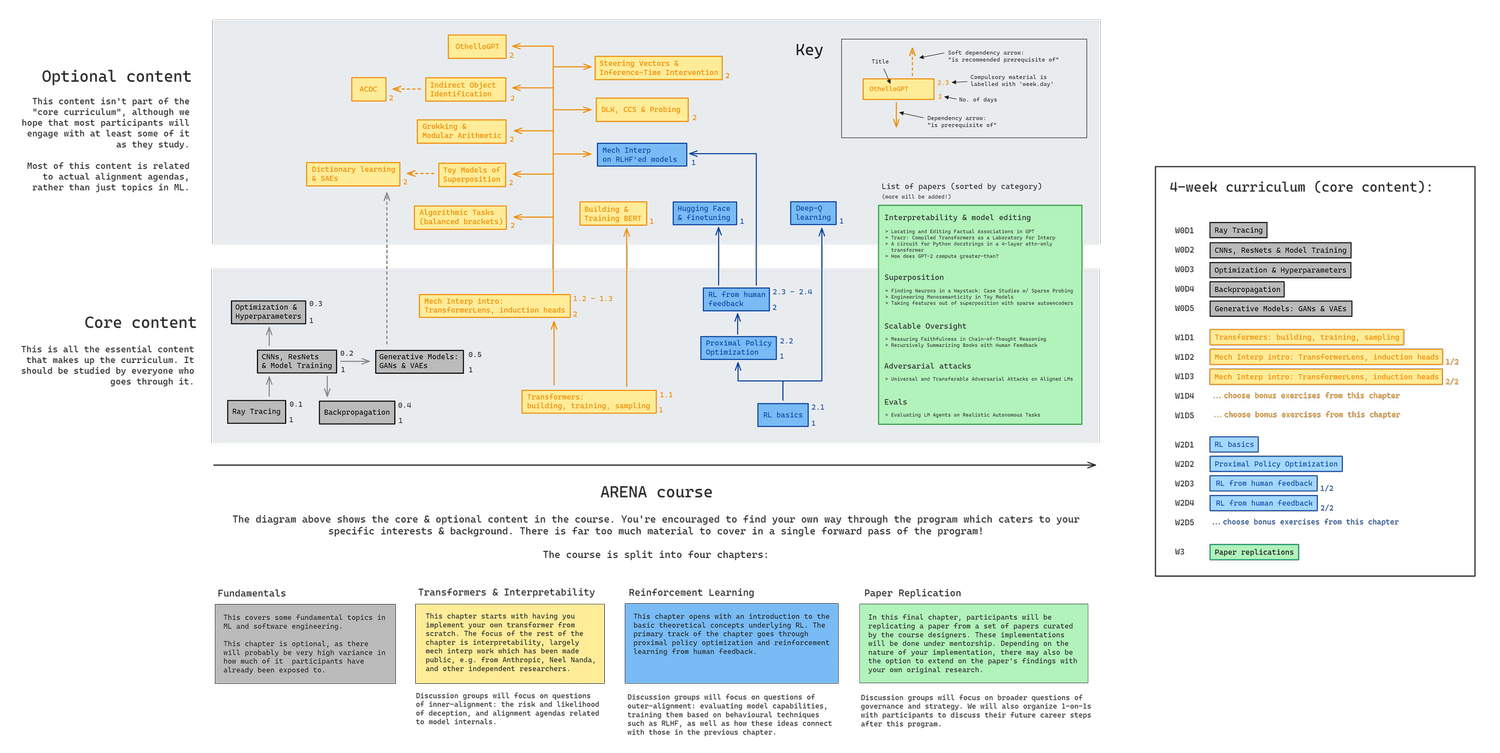 Optional content
This content isn't part of the
"core curriculum", although we
hope that most participants will
engage with at least some of it
as they study.
Most of this content is related
to actual alignment agendas,
rather than just topics in ML.
OthelloGPT
2
ACDC
2
Indirect Object
Identification
2
Grokking &
Modular Arithmetic
2
Dictionary learning
& SAEs
2
Toy Models of
Superposition
2
Algorithmic Tasks
(balanced brackets)
2
Steering Vectors &
Inference-Time Intervention
2
DLK, CCS & Probing
2
Mech Interp
on RLHF'ed models
1
Building &
Training BERT
1
Hugging Face
& finetuning
1
Deep-Q
learning
1
Key
Title
OthelloGPT
2.3
2
Soft dependency arrow:
"is recommended prerequisite of"
Compulsory material is
labelled with 'week.day'
No. of days
Dependency arrow:
"is prerequisite of"
List of papers (sorted by category)
(more will be added!)
Interpretability & model editing
> Locating and Editing Factual Associations in GPT
> Tracr: Compiled Transformers as a Laboratory for Interp
> A circuit for Python docstrings in a 4-layer attn-only
transformer
> How does GPT-2 compute greater-than?
Superposition
> Finding Neurons in a Haystack: Case Studies w/ Sparse Probing
> Engineering Monosemanticity in Toy Models
> Taking features out of superposition with sparse autoencoders
Scalable Oversight
> Measuring Faithfulness in Chain-of-Thought Reasoning
> Recursively Summarizing Books with Human Feedback
Adversarial attacks
> Universal and Transferable Adversarial Attacks on Aligned LMs
Evals
> Evaluating LM Agents on Realistic Autonomous Tasks
Core content
This is all the essential content
that makes up the curriculum. It
should be studied by everyone who
goes through it.
Optimization &
Hyperparameters
0.3
1
CNNs, ResNets
& Model Training
0.2
1
Generative Models:
GANs & VAEs
0.5
1
Ray Tracing
0.1
1
Backpropagation
0.4
1
Mech Interp intro:
TransformerLens, induction heads
1.2 - 1.3
2
Transformers:
building, training, sampling
1.1
1
RL from human
feedback
2.3 - 2.4
2
Proximal Policy
Optimization
2.2
1
RL basics
2.1
1
ARENA course
The diagram above shows the core & optional content in the course. You're encouraged to find your own way through the program which caters to your
specific interests & background. There is far too much material to cover in a single forward pass of the program!
The course is split into four chapters:
Fundamentals
This covers some fundamental topics in
ML and software engineering.
This chapter is optional, as there
will probably be very high variance in
how much of it participants have
already been exposed to.
Transformers & Interpretability
This chapter starts with having you
implement your own transformer from
scratch. The focus of the rest of the
chapter is interpretability, largely
mech interp work which has been made
public, e.g. from Anthropic, Neel Nanda,
and other independent researchers.
Discussion groups will focus on questions
of inner-alignment: the risk and likelihood
of deception, and alignment agendas related
to model internals.
Reinforcement Learning
This chapter opens with an introduction to the
basic theoretical concepts underlying RL. The
primary track of the chapter goes through
proximal policy optimization and reinforcement
learning from human feedback.
Discussion groups will focus on questions of
outer-alignment: evaluating model capabilities,
training them based on behavioural techniques
such as RLHF, as well as how these ideas connect
with those in the previous chapter.
Paper Replication
In this final chapter, participants will be
replicating a paper from a set of papers curated
by the course designers. These implementations
will be done under mentorship. Depending on the
nature of your implementation, there may also be
the option to extend on the paper's findings with
your own original research.
Discussion groups will focus on broader questions of
governance and strategy. We will also organize 1-on-1s
with participants to discuss their future career steps
after this program.
4-week curriculum (core content):
W0D1 Ray Tracing
W0D2 CNNs, ResNets & Model Training
W0D3 Optimization & Hyperparameters
W0D4 Backpropagation
W0D5 Generative Models: GANs & VAEs
W1D1 Transformers: building, training, sampling
W1D2 Mech Interp intro: TransformerLens, induction heads 1/2
W1D3 Mech Interp intro: TransformerLens, induction heads 2/2
W1D4 ...choose bonus exercises from this chapter
W1D5 ...choose bonus exercises from this chapter
W2D1 RL basics
W2D2 Proximal Policy Optimization
W2D3 RL from human feedback 1/2
W2D4 RL from human feedback 2/2
W2D5 ...choose bonus exercises from this chapter
W3 Paper replications